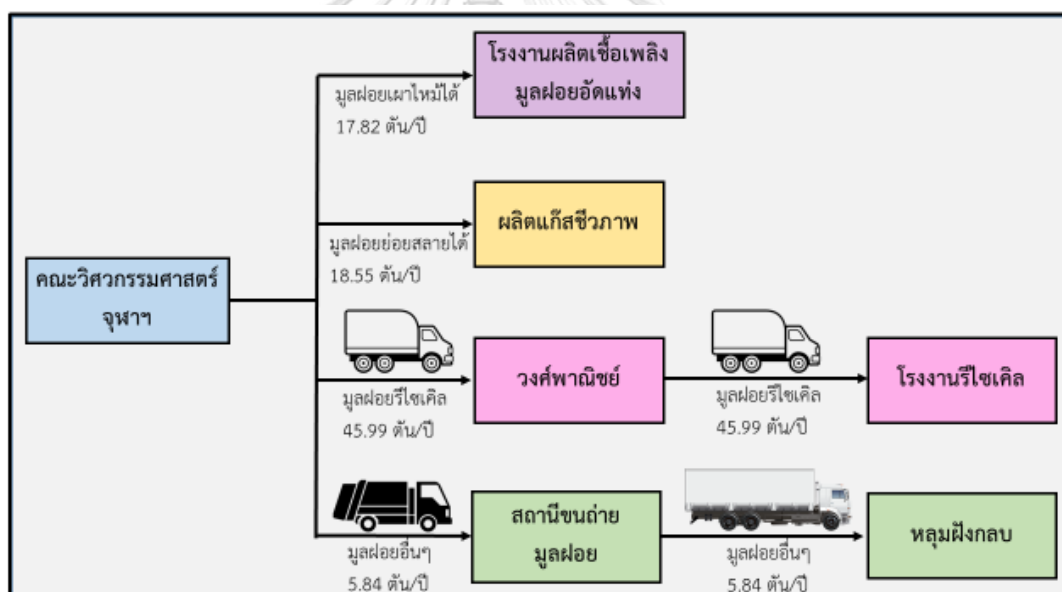 โรงงานผลิตเชื้อเพลิง
มูลฝอยอัดแท่ง
มูลฝอยเผาไหม้ได้
17.82 ตัน/ปี
ผลิตแก๊สชีวภาพ
มูลฝอยย่อยสลายได้
18.55 ตัน/ปี
คณะวิศวกรรมศาสตร์
จุฬาฯ
วงศ์พาณิชย์
โรงงานรีไซเคิล
มูลฝอยรีไซเคิล
45.99 ตัน/ปี
มูลฝอยรีไซเคิล
45.99 ตัน/ปี
สถานีขนถ่าย
มูลฝอย
หลุมฝังกลบ
มูลฝอยอื่นๆ
5.84 ตัน/ปี
มูลฝอยอื่นๆ
5.84 ตัน/ปี